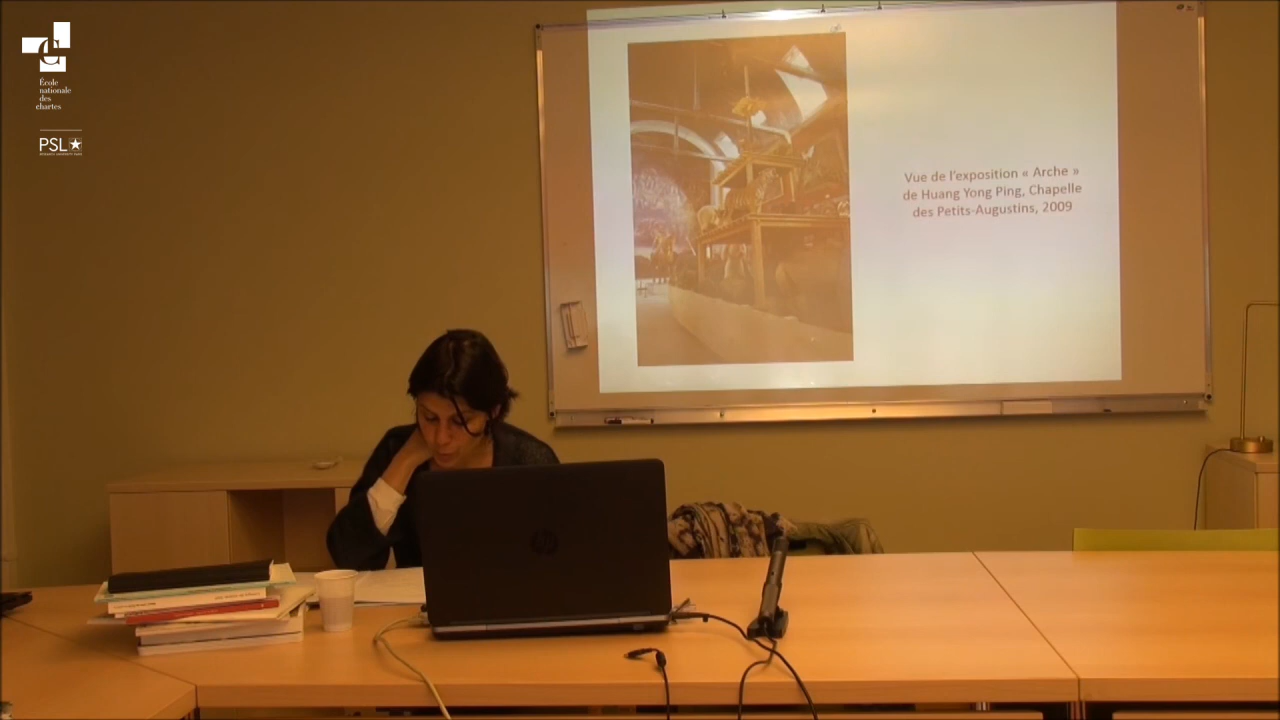 École
nationale
des
chartes
PSL
Vue de l'exposition « Arche »
de Huang Yong Ping, Chapelle
des Petits-Augustins, 2009